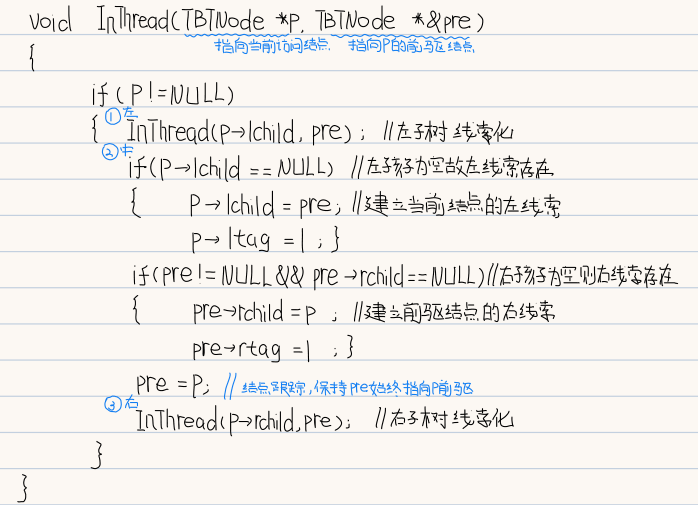 void InThread(TBTNode *P, TBTNode *&pre)
指向当前访问结点 指向P的前驱结点
{
if(P!=NULL)
①左
{ InThread(P→lchild, pre); //左子树线索化
②中
if(P→lchild==NULL) //左孩子为空故左线索存在
{ P→lchild=pre; //建立当前结点的左线索
P→ltag=1;}
if(pre!=NULL && pre→rchild==NULL)//右孩子为空则右线索存在
{ pre→rchild=p ; //建立前驱结点的右线索
pre→rtag=1 ;}
pre=P; //结点跟踪,保持pre始终指向P前驱
③右
InThread(P→rchild,pre); //右子树线索化
}
}